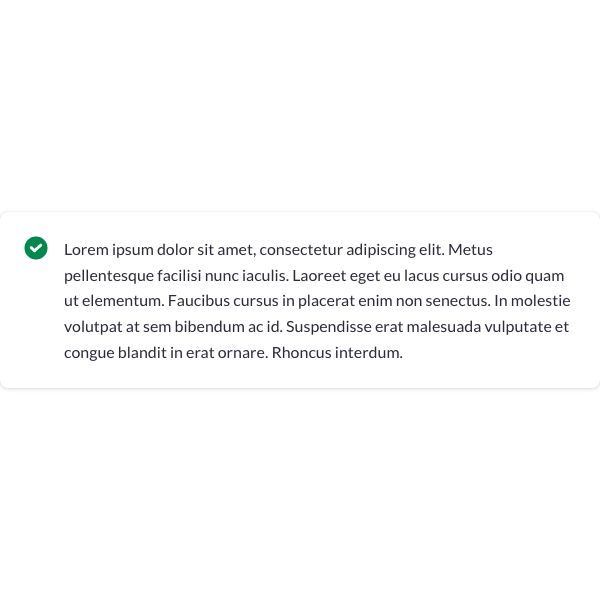 Lorem ipsum dolor sit amet, consectetur adipiscing elit. Metus
pellentesque facilisi nunc iaculis. Laoreet eget eu lacus cursus odio quam
ut elementum. Faucibus cursus in placerat enim non senectus. In molestie
volutpat at sem bibendum ac id. Suspendisse erat malesuada vulputate et
congue blandit in erat ornare. Rhoncus interdum.